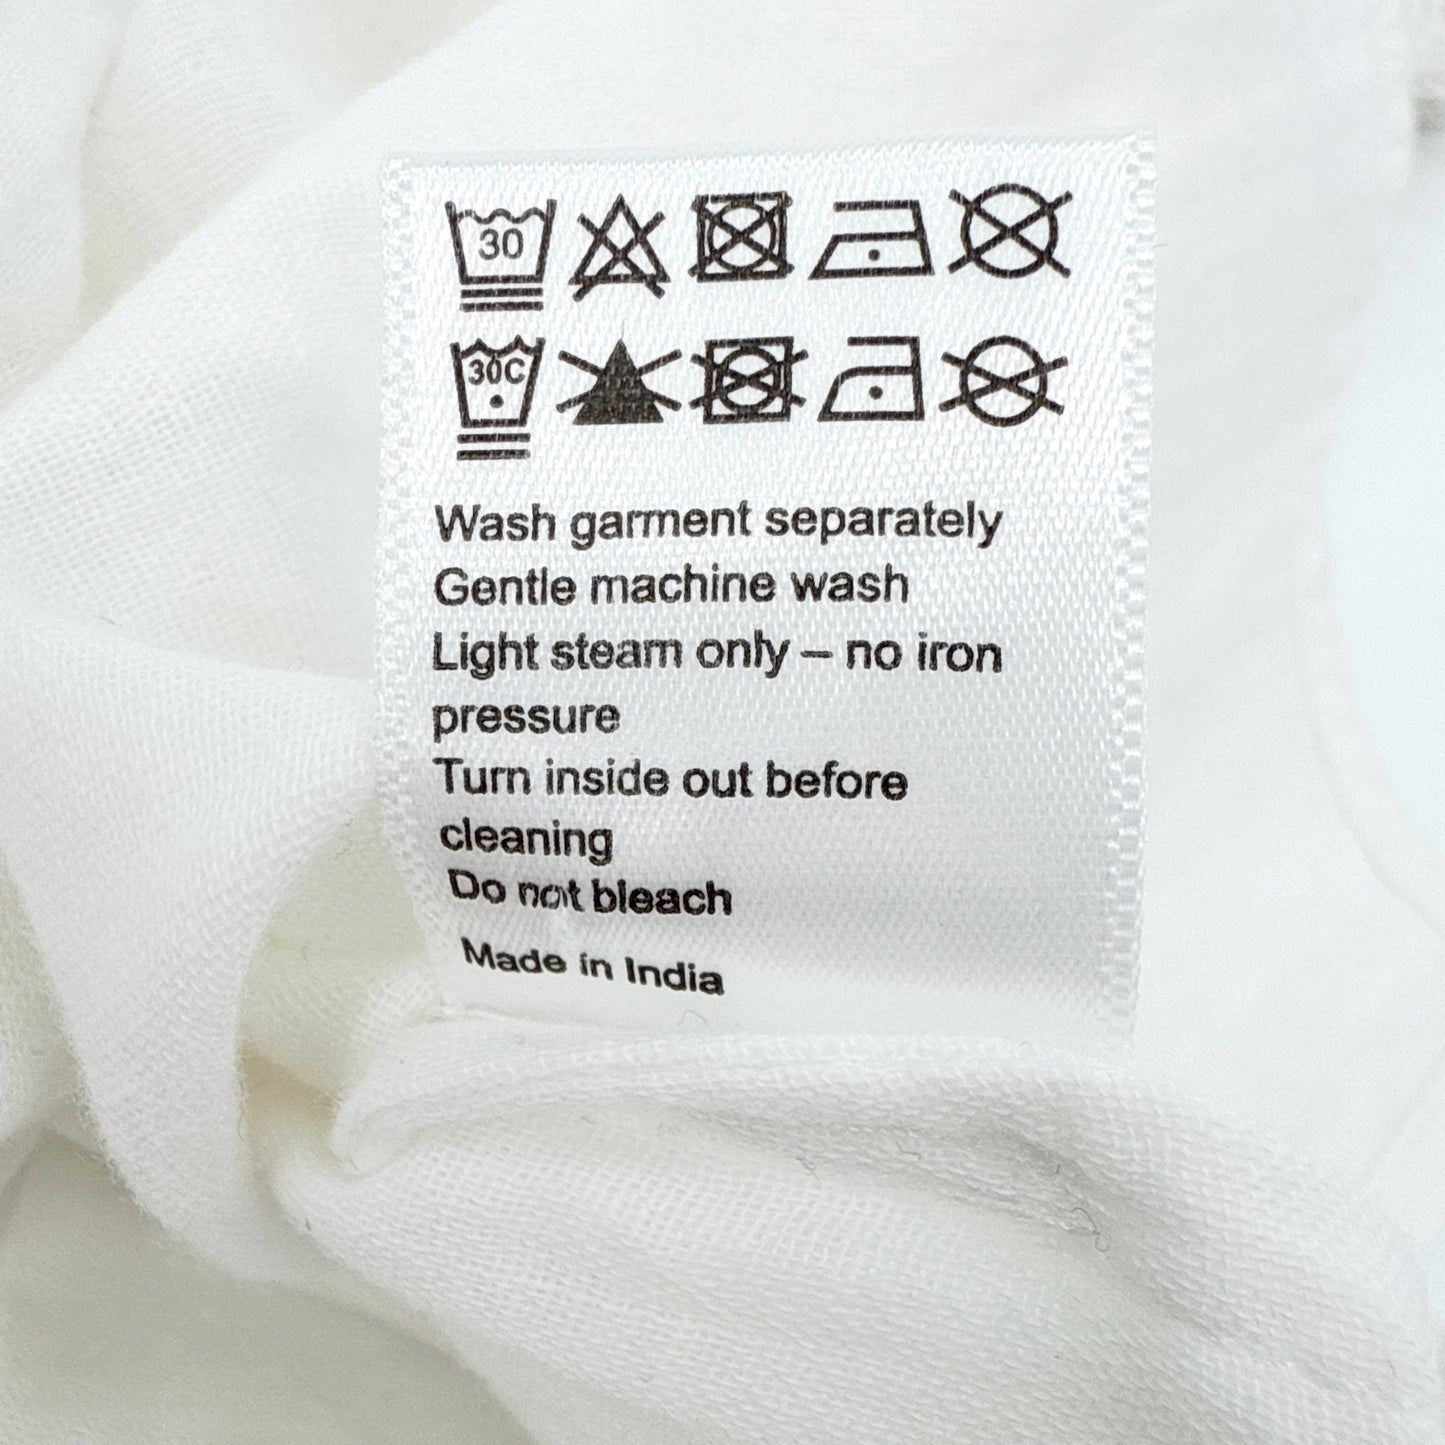 30
30C
Wash garment separately
Gentle machine wash
Light steam only – no iron
pressure
Turn inside out before
cleaning
Do not bleach
Made in India